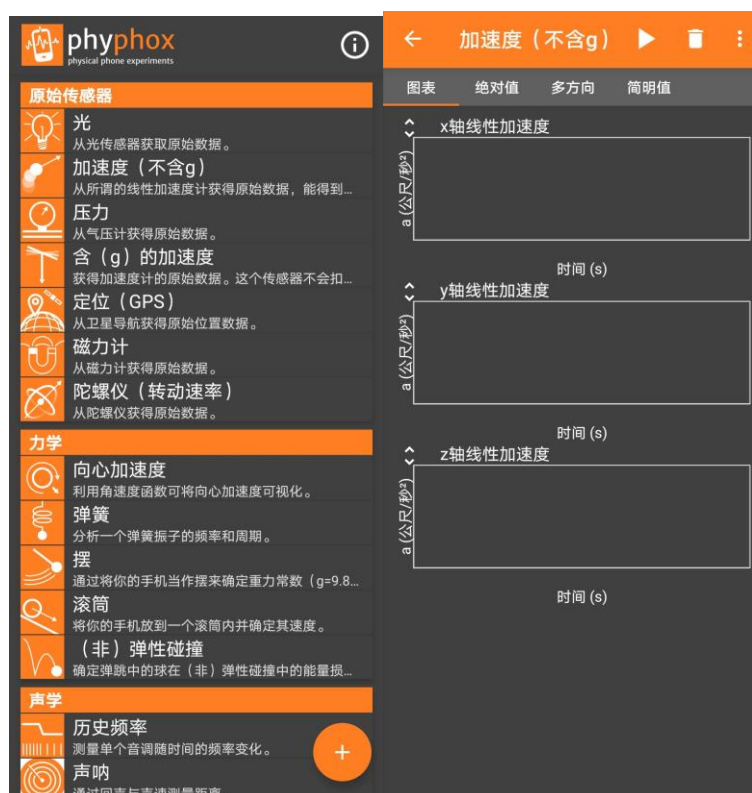 phyphox
physical phone experiments
原始传感器
光
从光传感器获取原始数据。
加速度（不含g）
从所谓的线性加速度计获得原始数据，能得到…
压力
从气压计获得原始数据。
含（g）的加速度
获得加速度计的原始数据。这个传感器不会扣…
定位（GPS）
从卫星导航获得原始位置数据。
磁力计
从磁力计获得原始数据。
陀螺仪（转动速率）
从陀螺仪获得原始数据。
力学
向心加速度
利用角速度函数可将向心加速度可视化。
弹簧
分析一个弹簧振子的频率和周期。
摆
通过将你的手机当作摆来确定重力常数（g=9.8…
滚筒
将你的手机放到一个滚筒内并确定其速度。
（非）弹性碰撞
确定弹跳中的球在（非）弹性碰撞中的能量损…
声学
历史频率
测量单个音调随时间的频率变化。
声呐
通过回声与声速测量距离
加速度（不含g）
图表 绝对值 多方向 简明值
x轴线性加速度
a (公尺/秒²)
时间 (s)
y轴线性加速度
a (公尺/秒²)
时间 (s)
z轴线性加速度
a (公尺/秒²)
时间 (s)